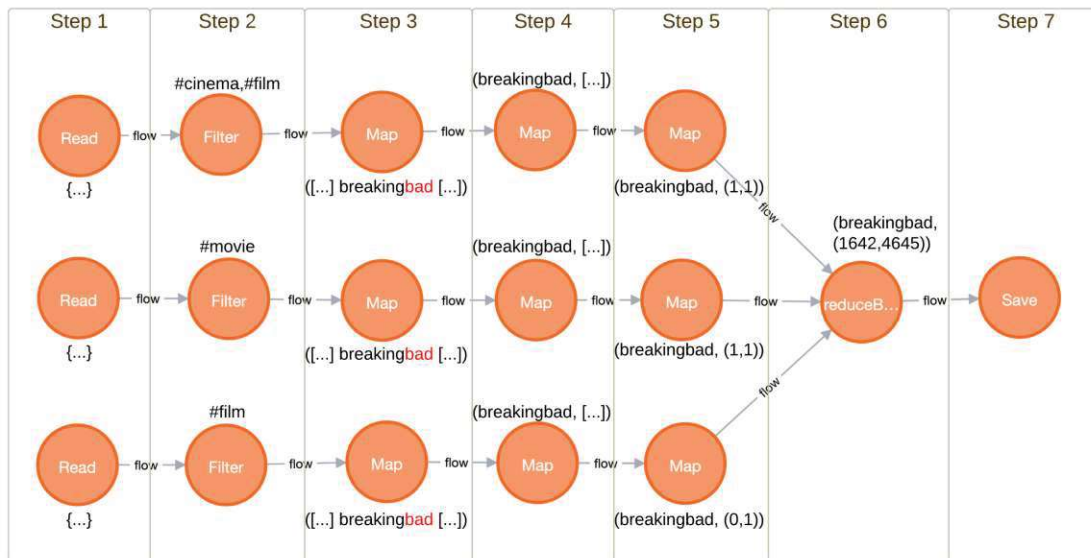 Step 1 Step 2 Step 3 Step 4 Step 5 Step 6 Step 7
#cinema,#film (breakingbad, [...])
Read flow Filter flow Map flow Map flow Map
{...} ([...] breakingbad [...]) (breakingbad, (1,1))
flow
(breakingbad,
(1642,4645))
#movie (breakingbad, [...])
Read flow Filter flow Map flow Map flow Map flow reduceB... flow Save
{...} ([...] breakingbad [...]) (breakingbad, (1,1))
flow
#film (breakingbad, [...])
Read flow Filter flow Map flow Map flow Map
{...} ([...] breakingbad [...]) (breakingbad, (0,1))